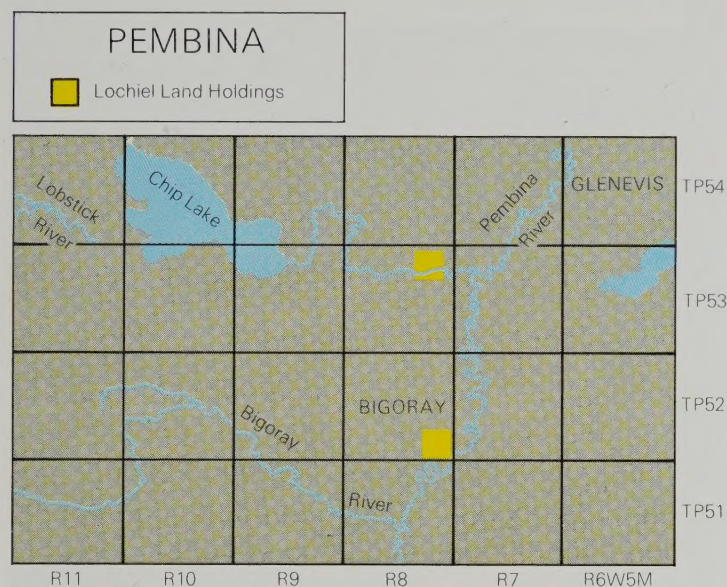 PEMBINA
Lochiel Land Holdings
Lobstick
River
Chip Lake
Pembina
River
GLENEVIS
TP54
TP53
BIGORAY
TP52
Bigoray
River
TP51
R11 R10 R9 R8 R7 R6W5M